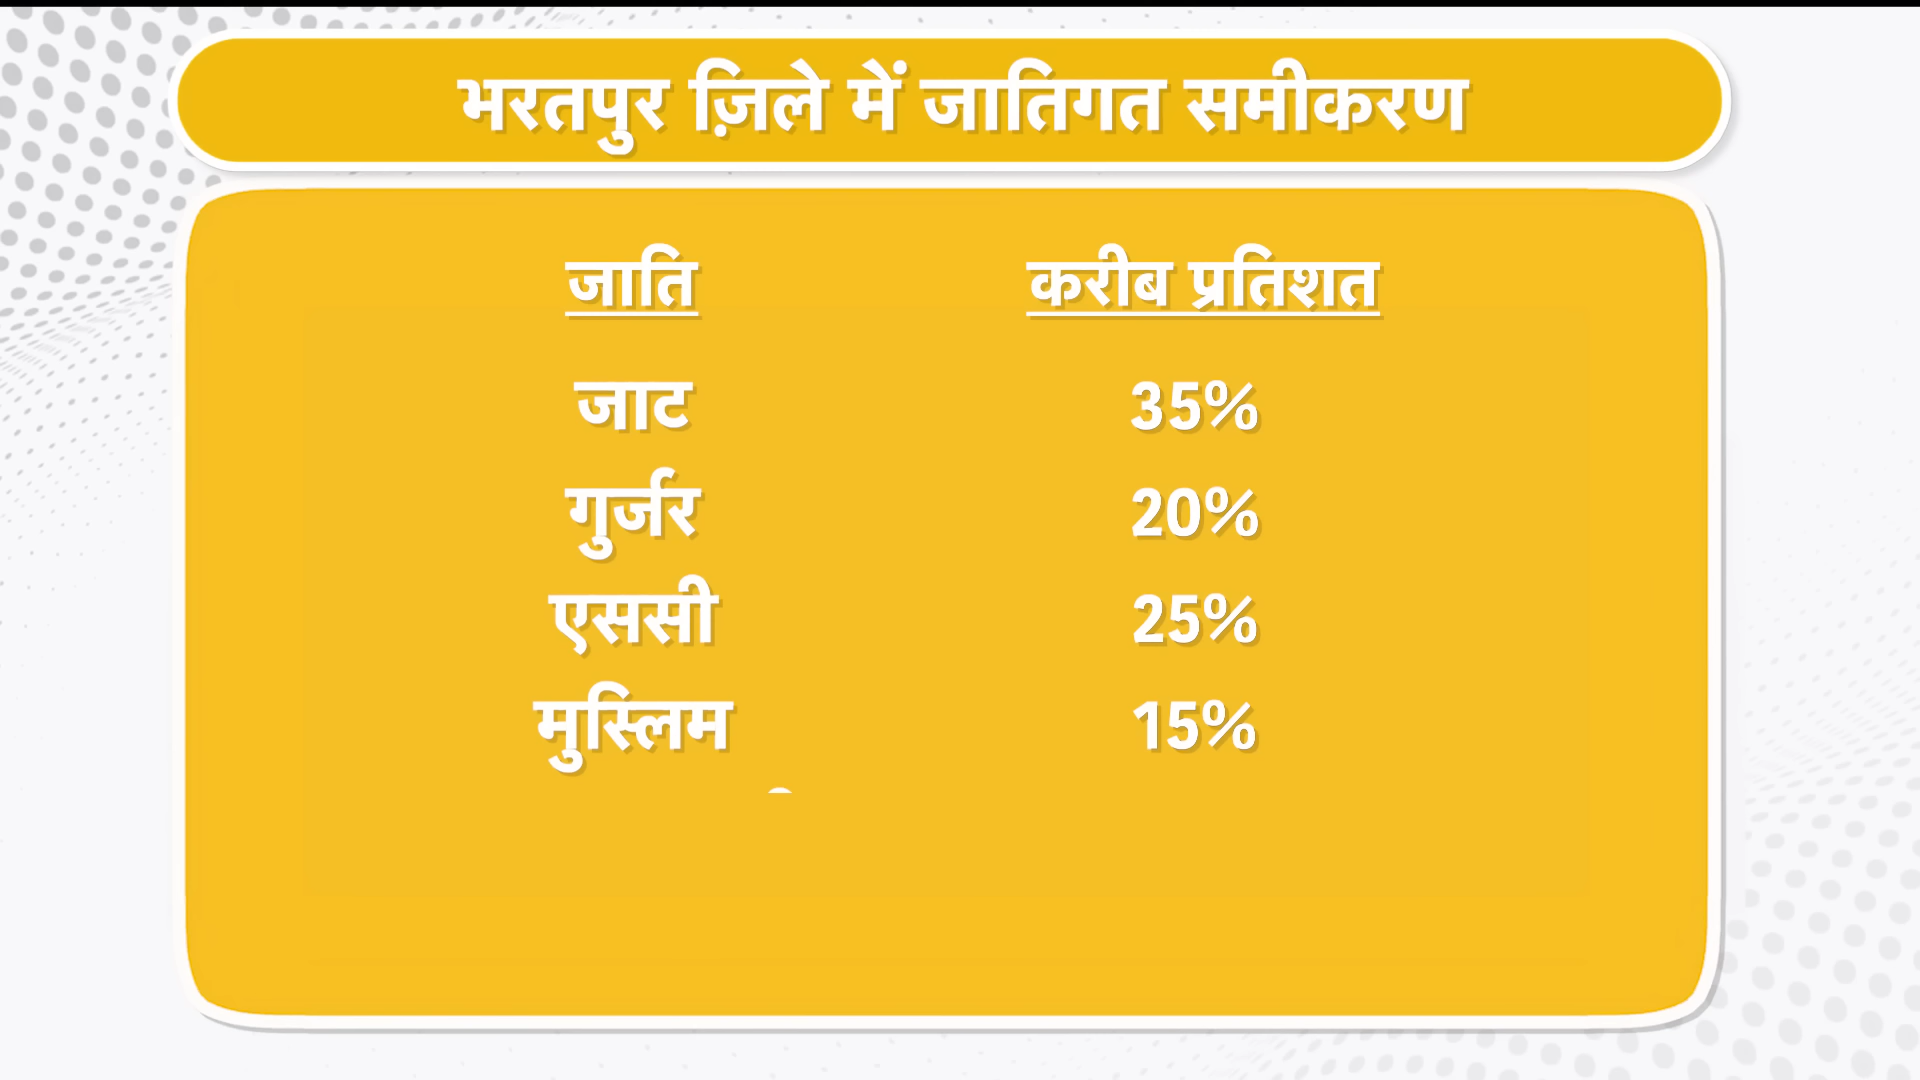 भरतपुर ज़िले में जातिगत समीकरण
जाति करीब प्रतिशत
जाट 35%
गुर्जर 20%
एससी 25%
मुस्लिम 15%